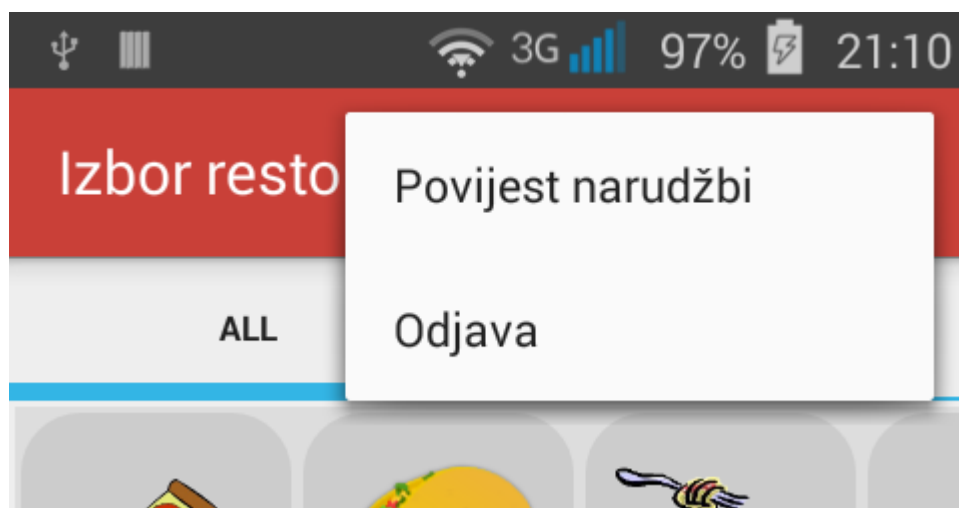 3G 97% 21:10
Izbor resto
Povijest narudžbi
ALL
Odjava